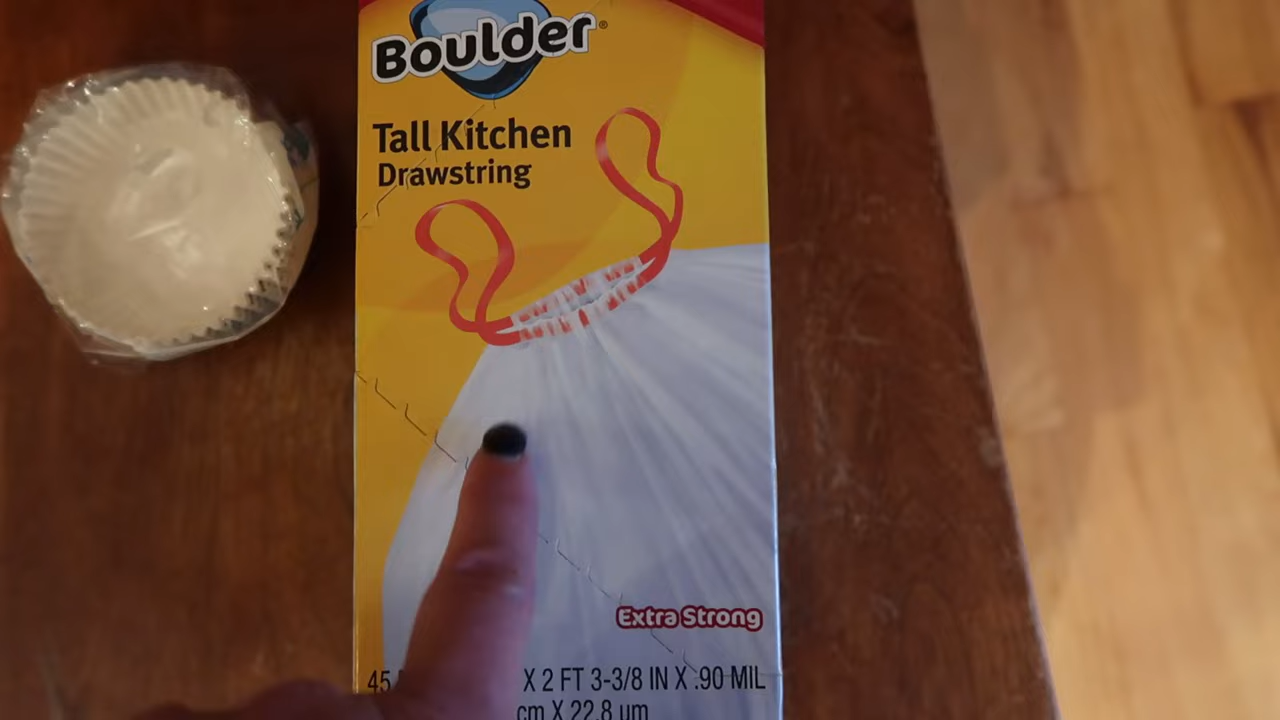 Boulder®
Tall Kitchen
Drawstring
Extra Strong
45
X 2 FT 3-3/8 IN X .90 MIL
cm X 22.8 µm